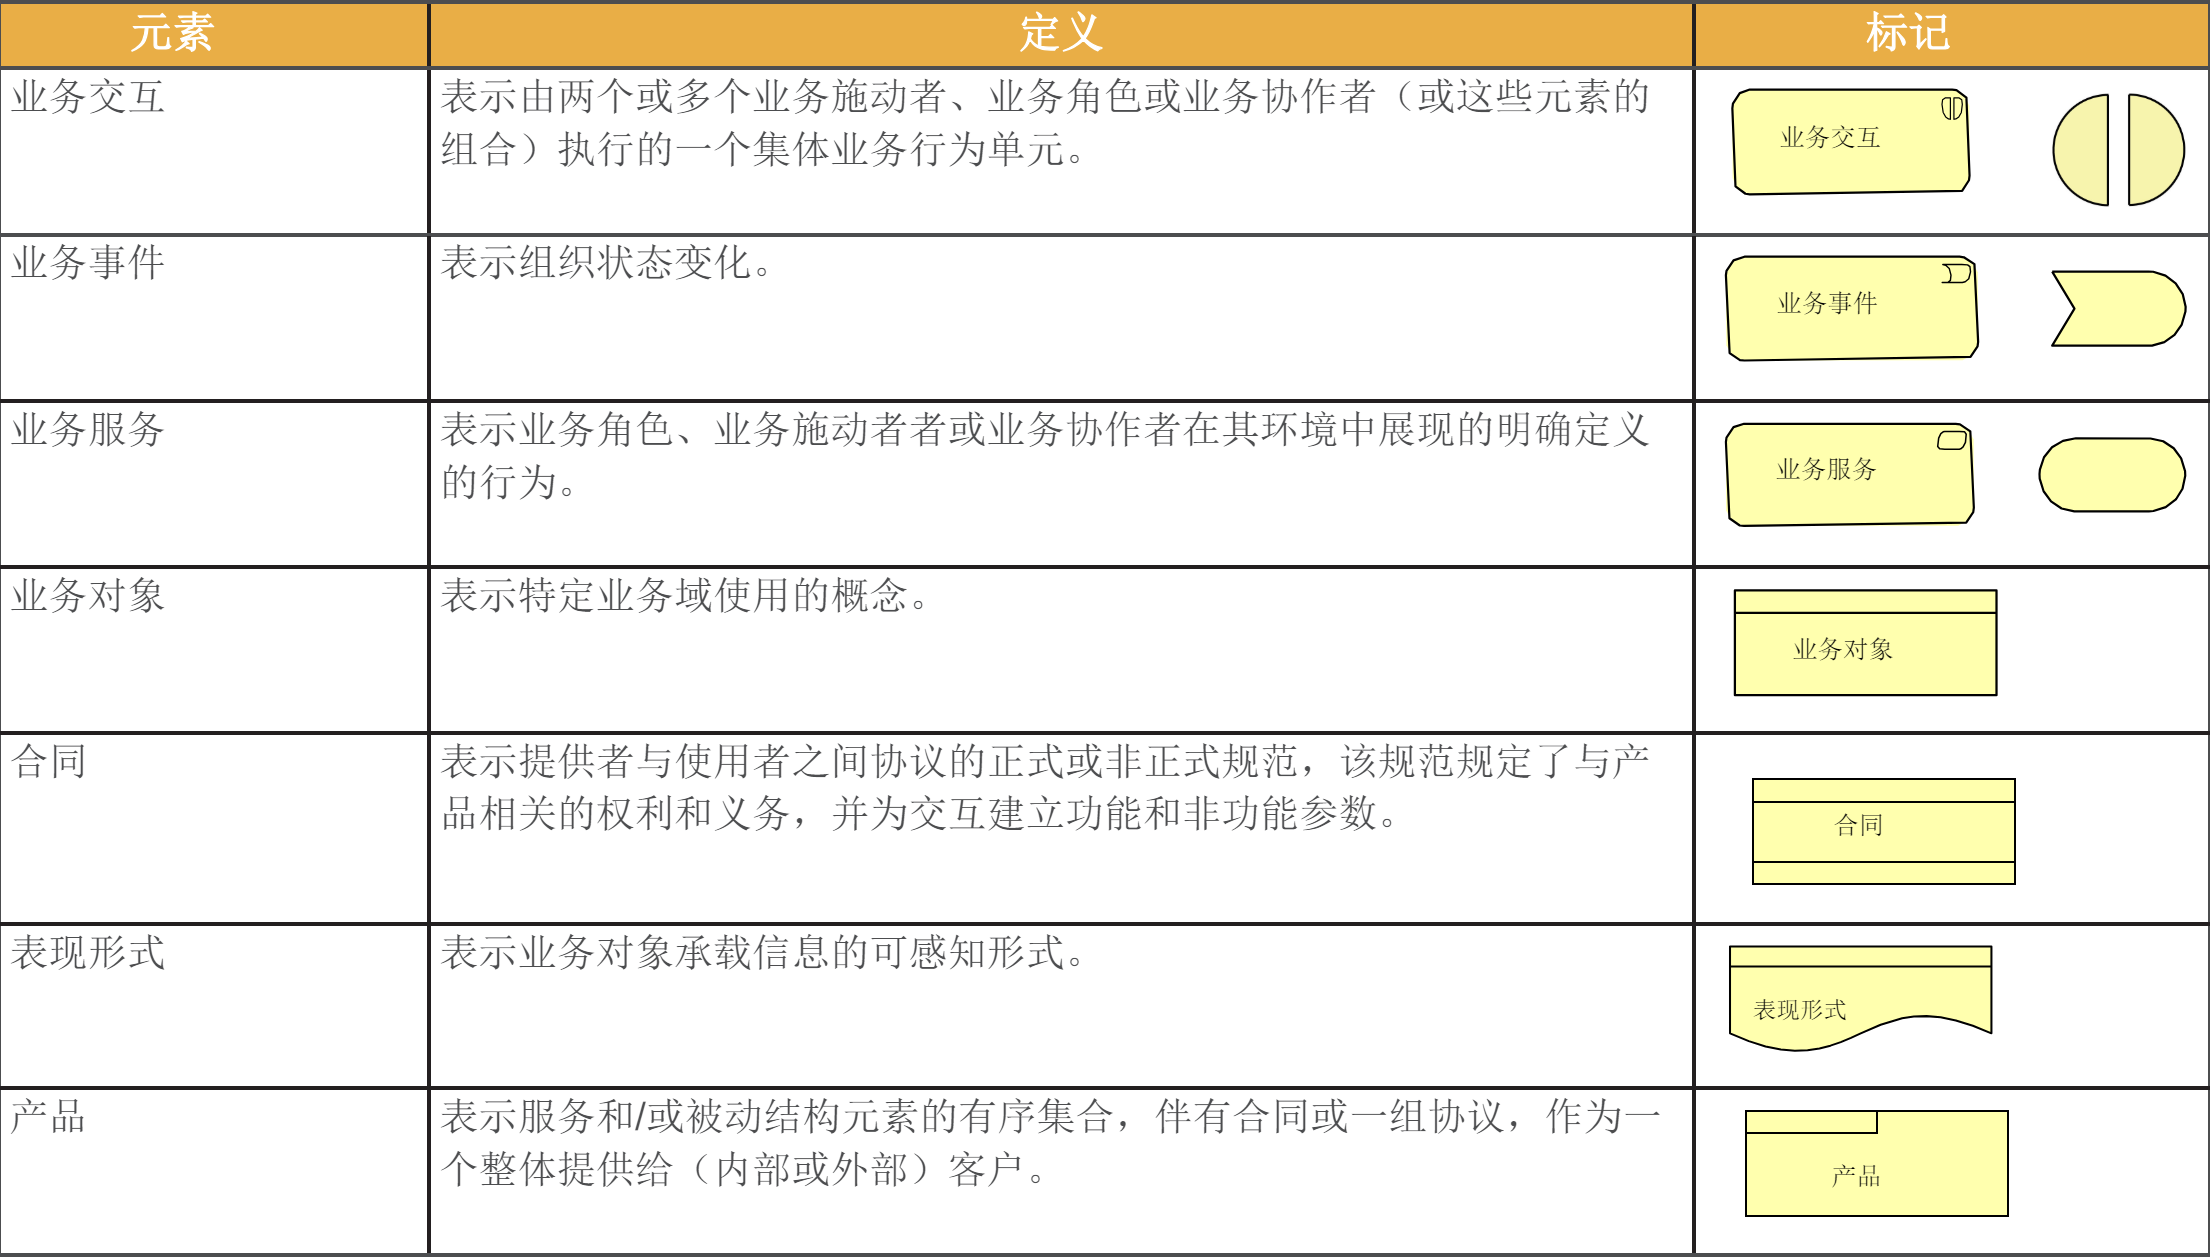 元素
定义
标记
业务交互
表示由两个或多个业务施动者、业务角色或业务协作者（或这些元素的
组合）执行的一个集体业务行为单元。
业务交互
业务事件
表示组织状态变化。
业务事件
业务服务
表示业务角色、业务施动者者或业务协作者在其环境中展现的明确定义
的行为。
业务服务
业务对象
表示特定业务域使用的概念。
业务对象
合同
表示提供者与使用者之间协议的正式或非正式规范，该规范规定了与产
品相关的权利和义务，并为交互建立功能和非功能参数。
合同
表现形式
表示业务对象承载信息的可感知形式。
表现形式
产品
表示服务和/或被动结构元素的有序集合，伴有合同或一组协议，作为一
个整体提供给（内部或外部）客户。
产品